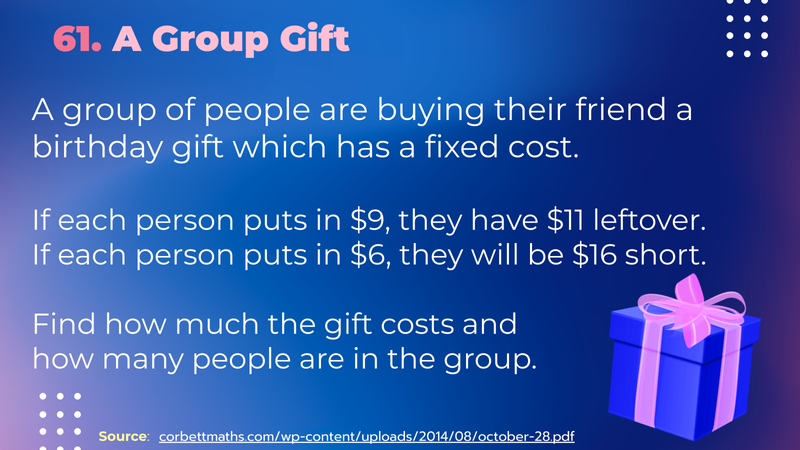 61. A Group Gift
A group of people are buying their friend a
birthday gift which has a fixed cost.
If each person puts in $9, they have $11 leftover.
If each person puts in $6, they will be $16 short.
Find how much the gift costs and
how many people are in the group.
Source: corbettmaths.com/wp-content/uploads/2014/08/october-28.pdf